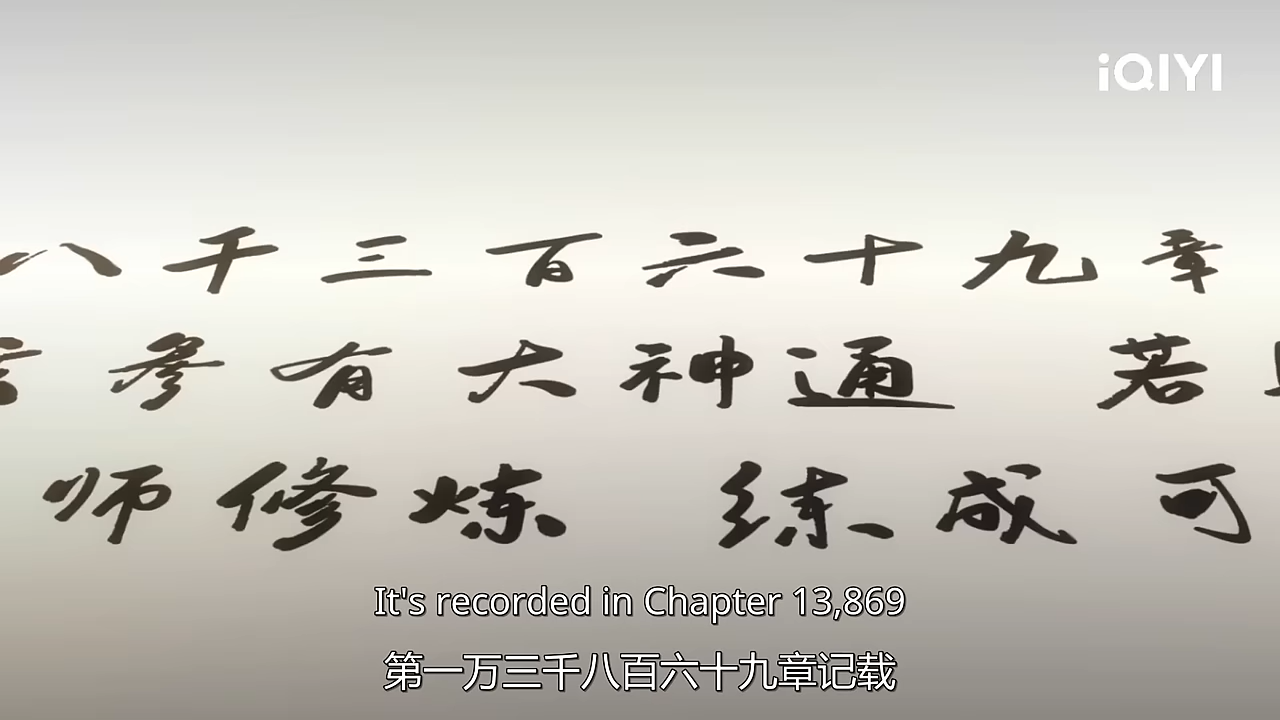 iQIYI
八千三百六十九章
参有大神通 若
师修炼 练成可
It's recorded in Chapter 13,869
第一万三千八百六十九章记载